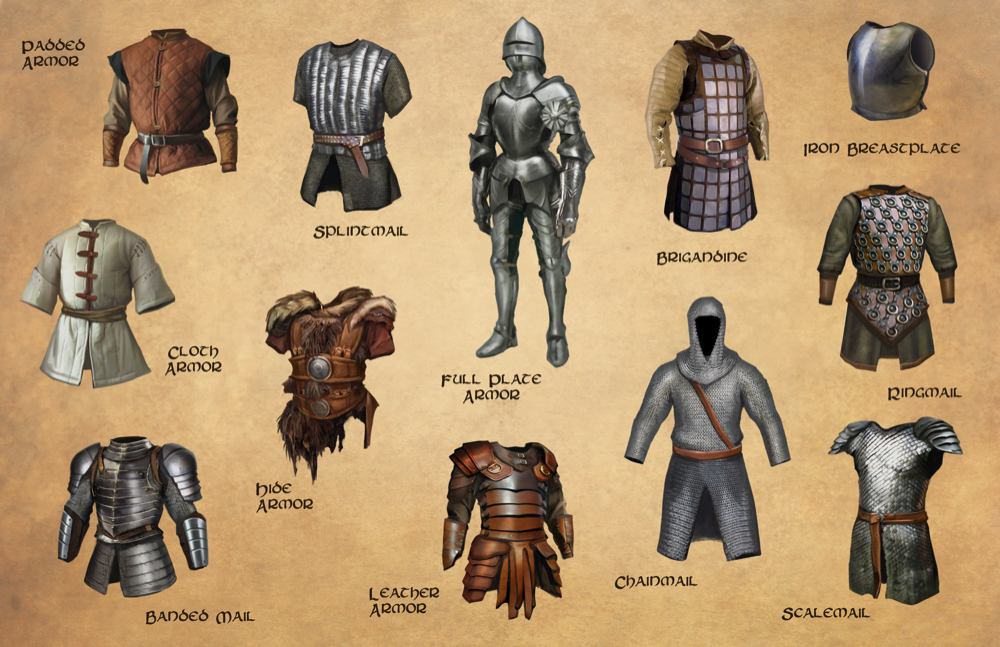 Padded
Armor
Splintmail
Full Plate
Armor
Brigandine
Iron Breastplate
Cloth
Armor
Hide
Armor
Ringmail
Banded Mail
Leather
Armor
Chainmail
Scalemail